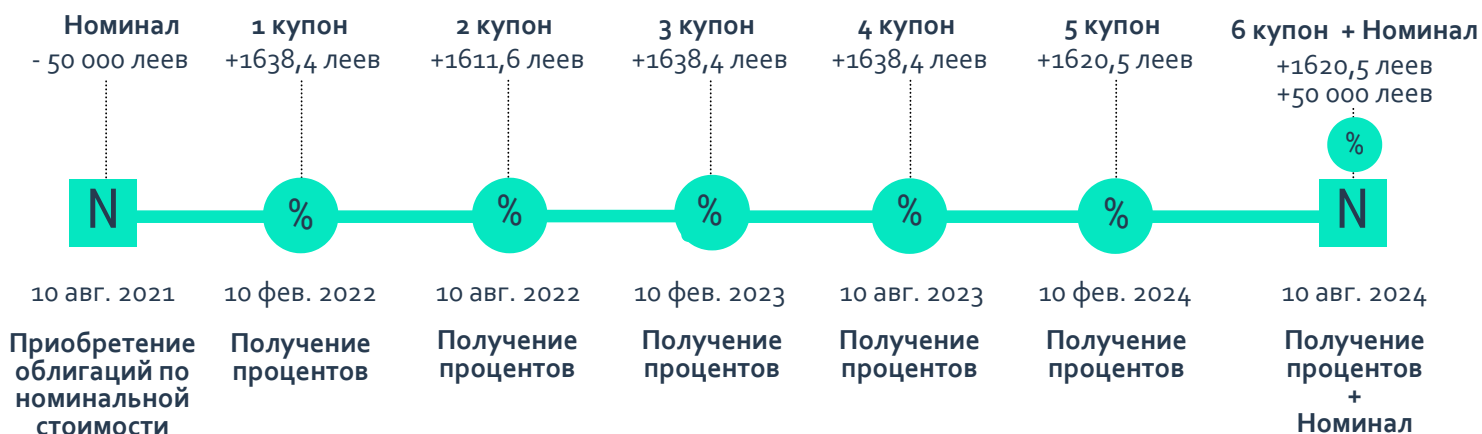 Номинал
- 50 000 леев
1 купон
+1638,4 леев
2 купон
+1611,6 леев
3 купон
+1638,4 леев
4 купон
+1638,4 леев
5 купон
+1620,5 леев
6 купон + Номинал
+1620,5 леев
+50 000 леев
%
N
%
%
%
%
%
N
10 авг. 2021
10 фев. 2022
10 авг. 2022
10 фев. 2023
10 авг. 2023
10 фев. 2024
10 авг. 2024
Приобретение
облигаций по
номинальной
стоимости
Получение
процентов
Получение
процентов
Получение
процентов
Получение
процентов
Получение
процентов
Получение
процентов
+
Номинал